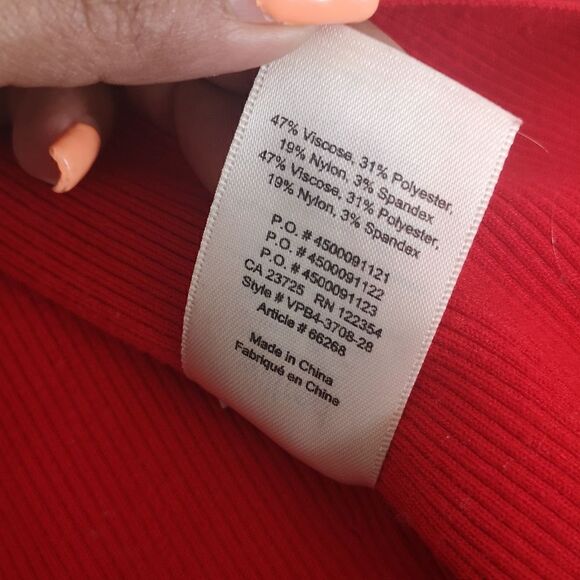 47% Viscose, 31% Polyester,
19% Nylon, 3% Spandex
47% Viscose, 31% Polyester,
19% Nylon, 3% Spandex
P.O. # 4500091121
P.O. # 4500091122
P.O. # 4500091123
CA 23725 RN 122354
Style # VPB4-3708-28
Article # 66268
Made in China
Fabriqué en Chine